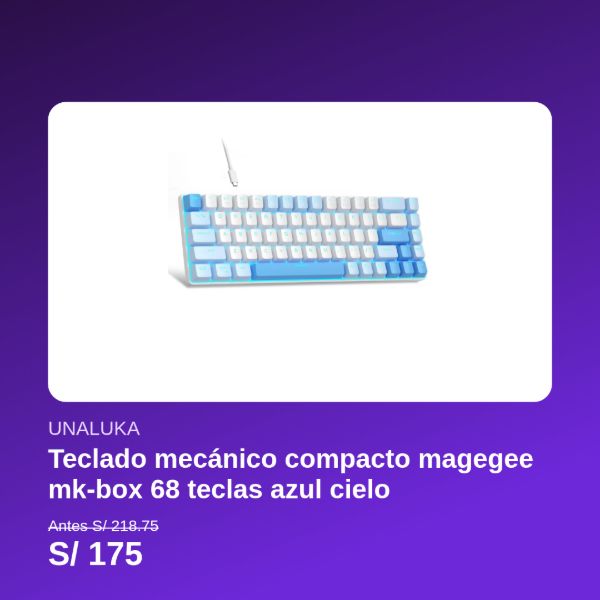 UNALUKA
Teclado mecánico compacto magegee
mk-box 68 teclas azul cielo
Antes S/ 218.75
S/ 175